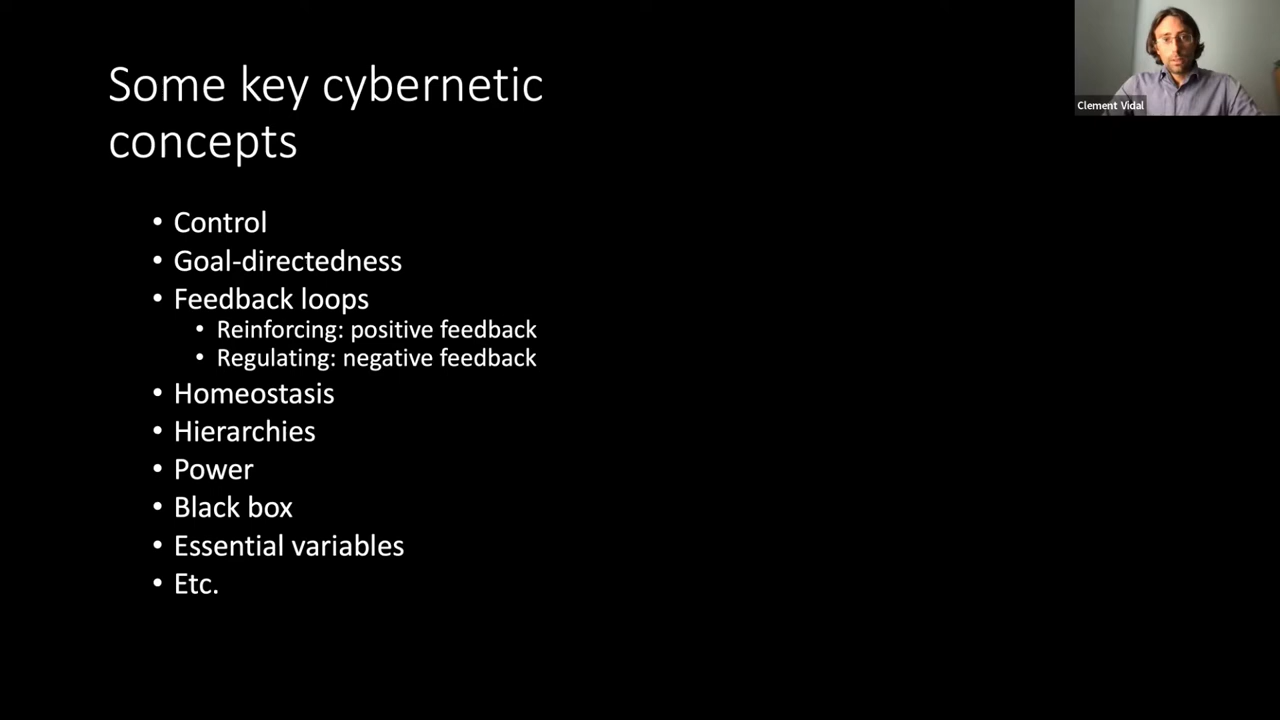 Some key cybernetic
concepts
• Control
• Goal-directedness
• Feedback loops
• Reinforcing: positive feedback
• Regulating: negative feedback
• Homeostasis
• Hierarchies
• Power
• Black box
• Essential variables
• Etc.
Clement Vidal